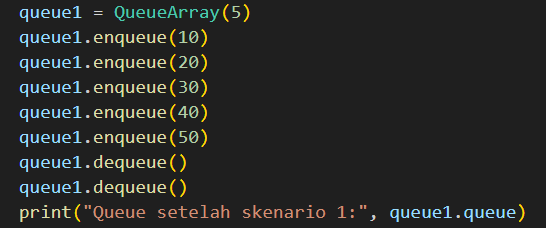 queue1 = QueueArray(5)
queue1.enqueue(10)
queue1.enqueue(20)
queue1.enqueue(30)
queue1.enqueue(40)
queue1.enqueue(50)
queue1.dequeue()
queue1.dequeue()
print("Queue setelah skenario 1:", queue1.queue)